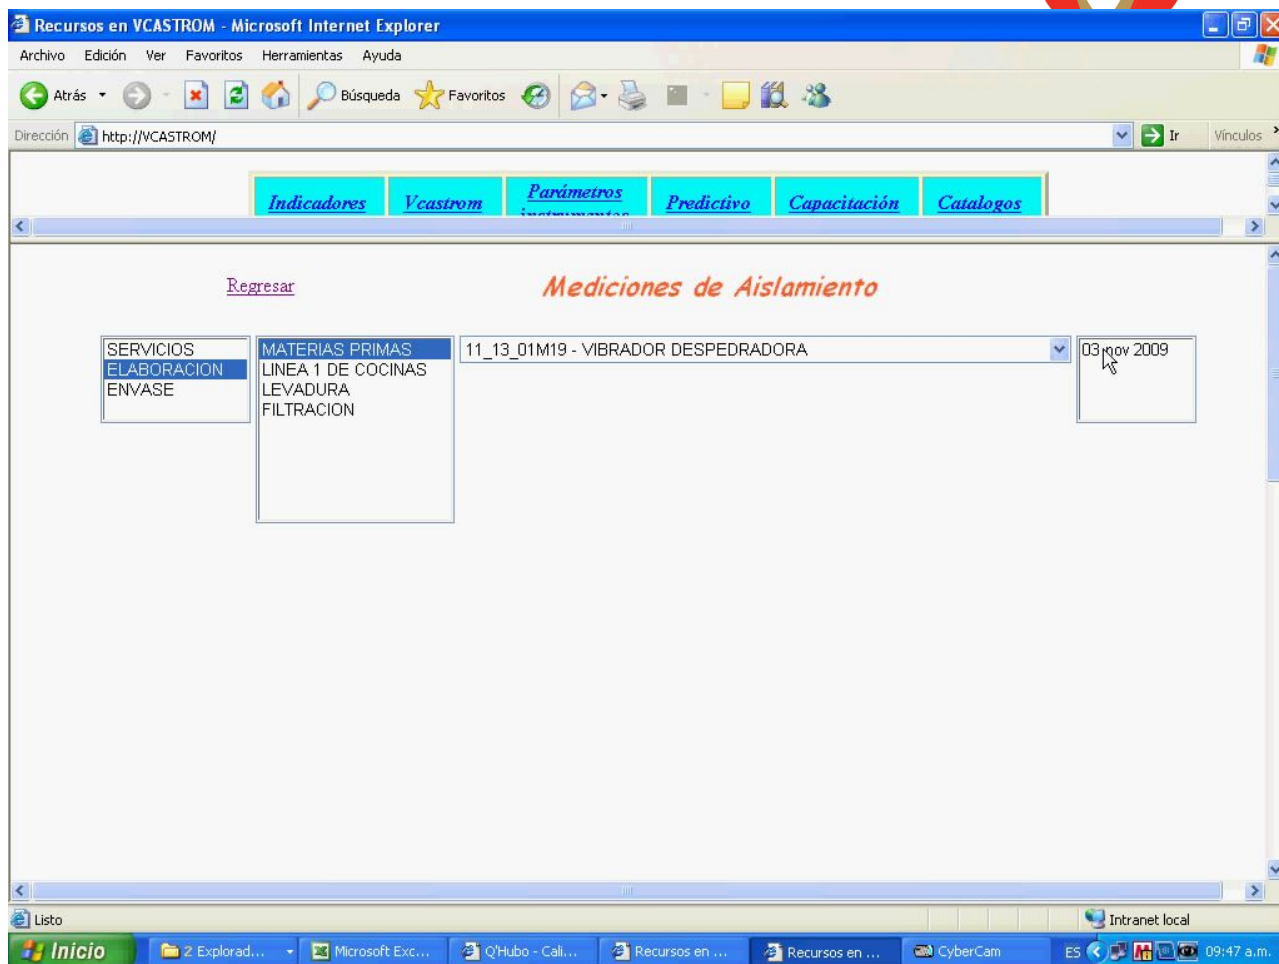 Recursos en VCASTROM - Microsoft Internet Explorer
Archivo Edición Ver Favoritos Herramientas Ayuda
Atrás Búsqueda Favoritos
Dirección http://VCASTROM/ Ir Vínculos
Indicadores Vcastrom Parámetros instrumentos Predictivo Capacitación Catalogos
Regresar Mediciones de Aislamiento
SERVICIOS MATERIAS PRIMAS 11_13_01M19 - VIBRADOR DESPEDRADORA 03 nov 2009
ELABORACION LINEA 1 DE COCINAS
ENVASE LEVADURA
FILTRACION
Listo Intranet local
Inicio 2 Explorad... Microsoft Exc... Q'Hubo - Cali... Recursos en ... Recursos en ... CyberCam ES 09:47 a.m.